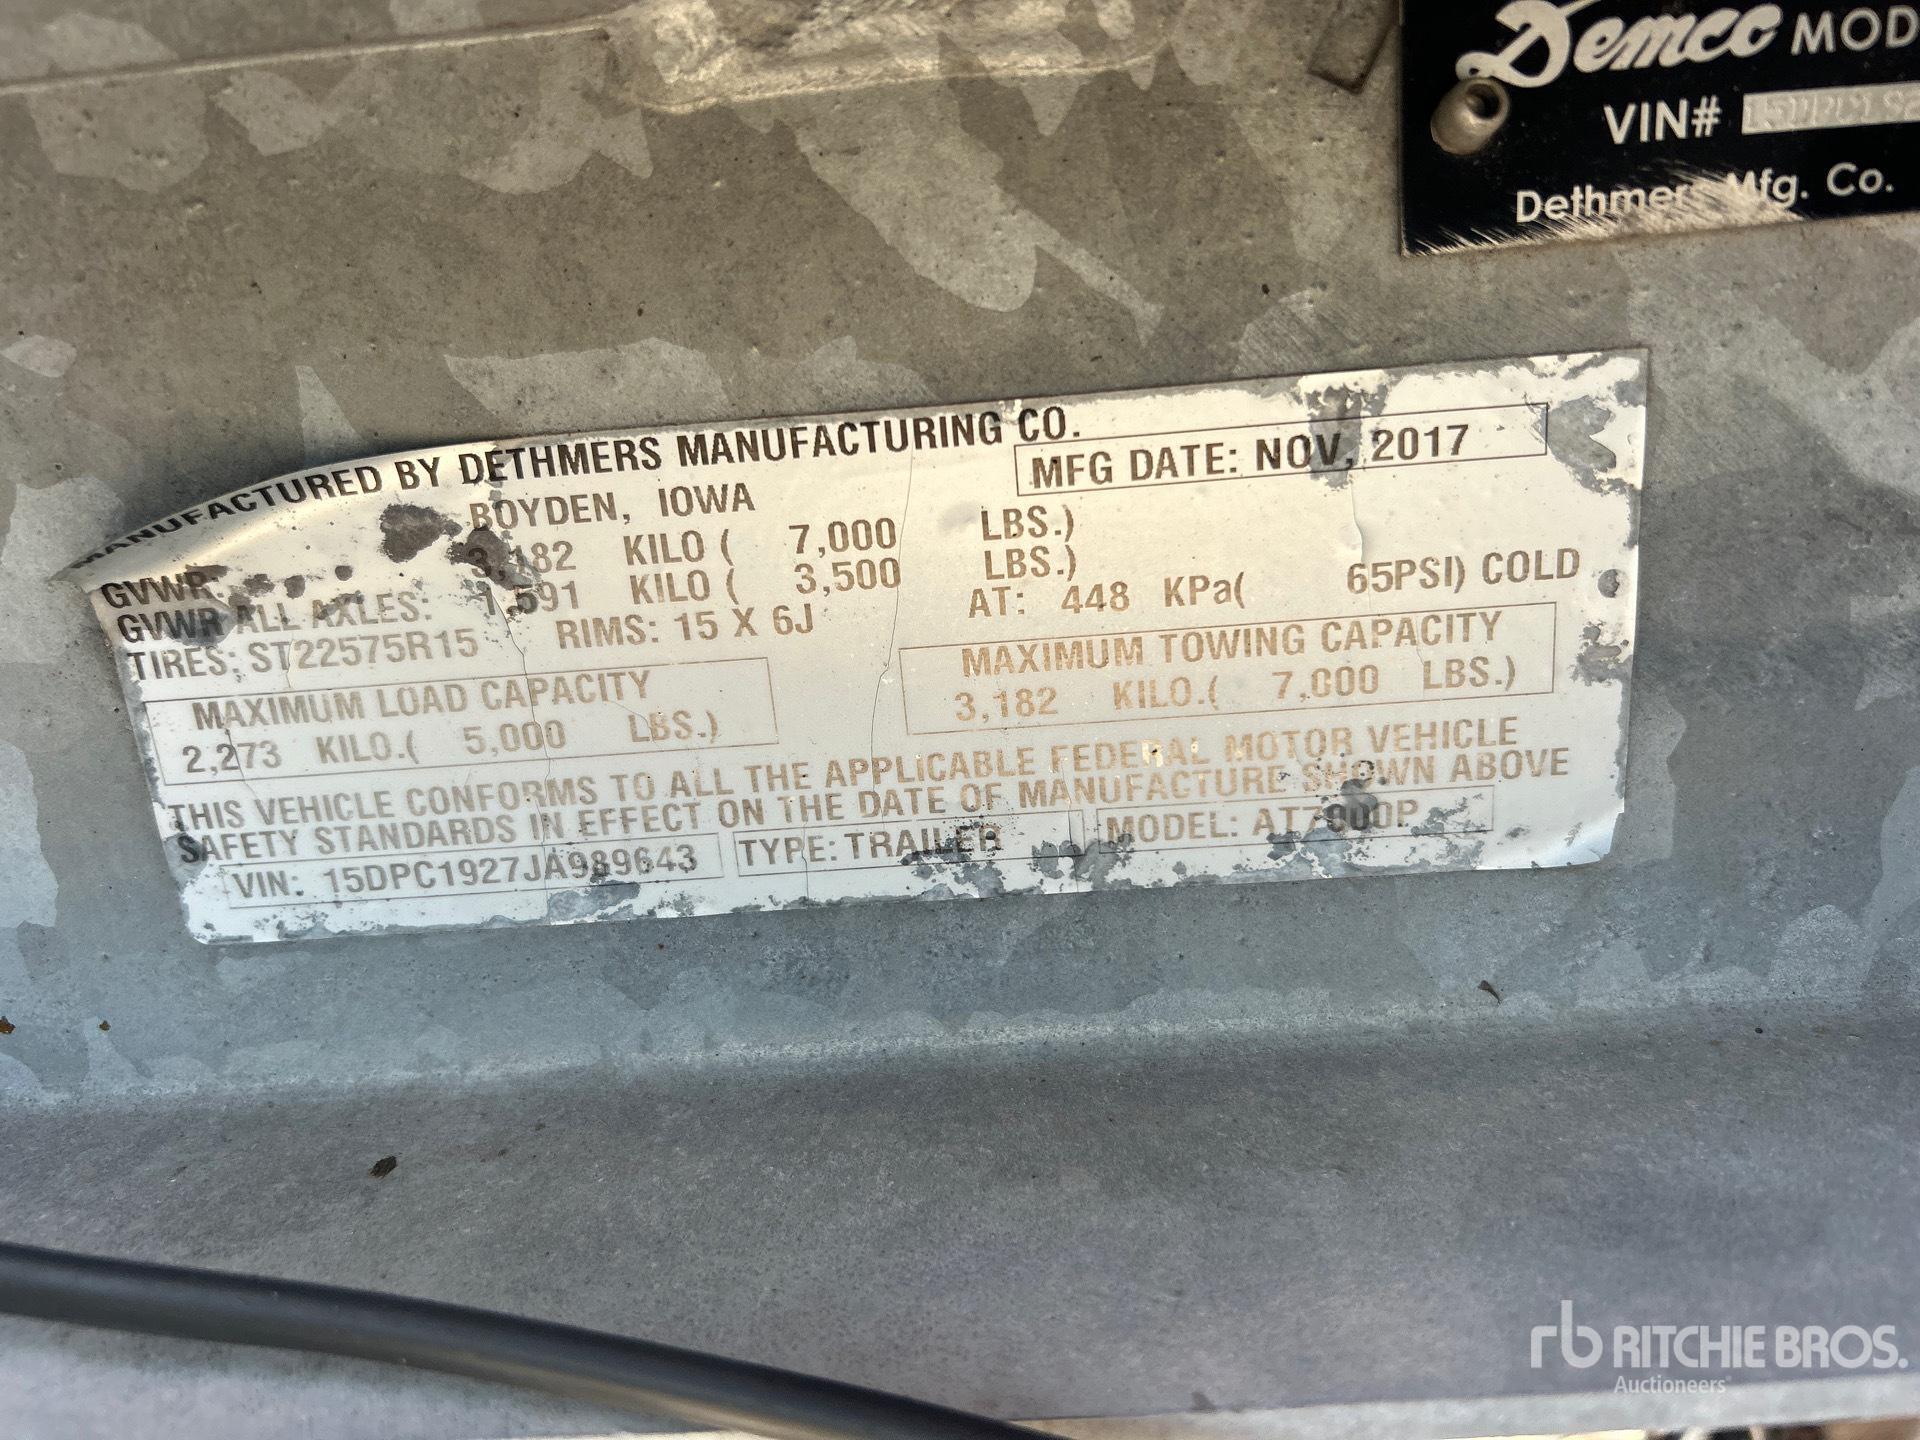 Demco MOD
VIN# 15DPC192
Dethmers Mfg. Co.
MANUFACTURED BY DETHMERS MANUFACTURING CO.
BOYDEN, IOWA
MFG DATE: NOV, 2017
GVWR: 3,182 KILO ( 7,000 LBS.)
GVWR ALL AXLES: 1,591 KILO ( 3,500 LBS.)
TIRES: ST22575R15 RIMS: 15 X 6J AT: 448 KPa( 65PSI) COLD
MAXIMUM LOAD CAPACITY
2,273 KILO.( 5,000 LBS.)
MAXIMUM TOWING CAPACITY
3,182 KILO.( 7,000 LBS.)
THIS VEHICLE CONFORMS TO ALL THE APPLICABLE FEDERAL MOTOR VEHICLE
SAFETY STANDARDS IN EFFECT ON THE DATE OF MANUFACTURE SHOWN ABOVE
VIN: 15DPC1927JA989643 TYPE: TRAILER MODEL: AT7000P
rb RITCHIE BROS.
Auctioneers